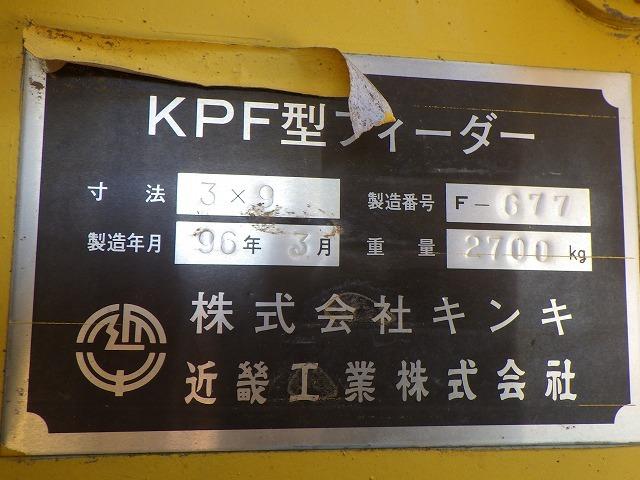 KPF型フィーダー
寸法 3×9 製造番号 F-677
製造年月 96年 3月 重量 2700kg
株式会社キンキ
近畿工業株式会社